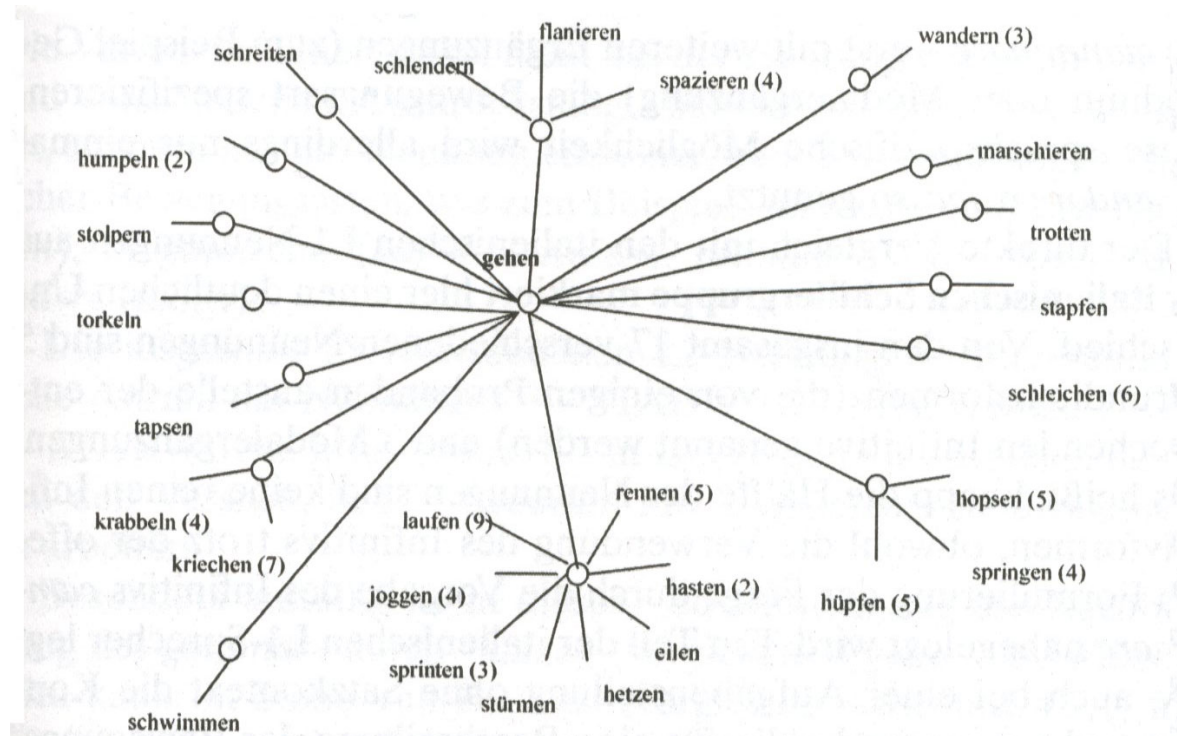 flanieren
wandern (3)
schreiten
schlendern
spazieren (4)
humpeln (2)
marschieren
stolpern
trotten
gehen
torkeln
stapfen
schleichen (6)
tapsen
rennen (5)
hopsen (5)
krabbeln (4)
laufen (9)
kriechen (7)
joggen (4)
hasten (2)
springen (4)
hüpfen (5)
eilen
sprinten (3)
hetzen
stürmen
schwimmen